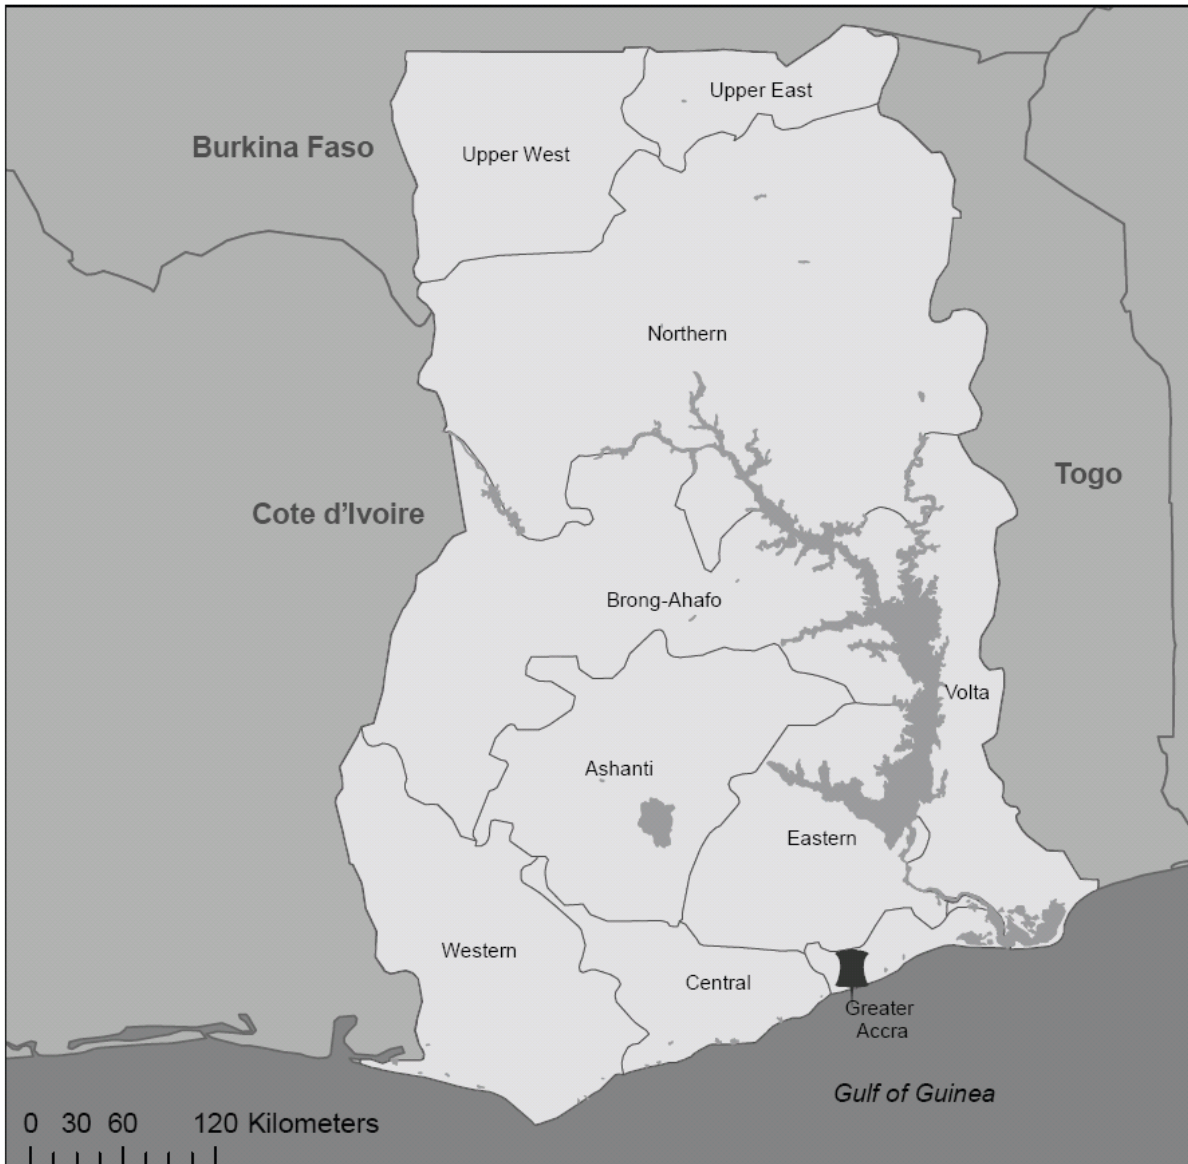 Upper East
Burkina Faso
Upper West
Northern
Togo
Cote d'Ivoire
Brong-Ahafo
Volta
Ashanti
Eastern
Western
Central
Greater
Accra
Gulf of Guinea
0 30 60 120 Kilometers